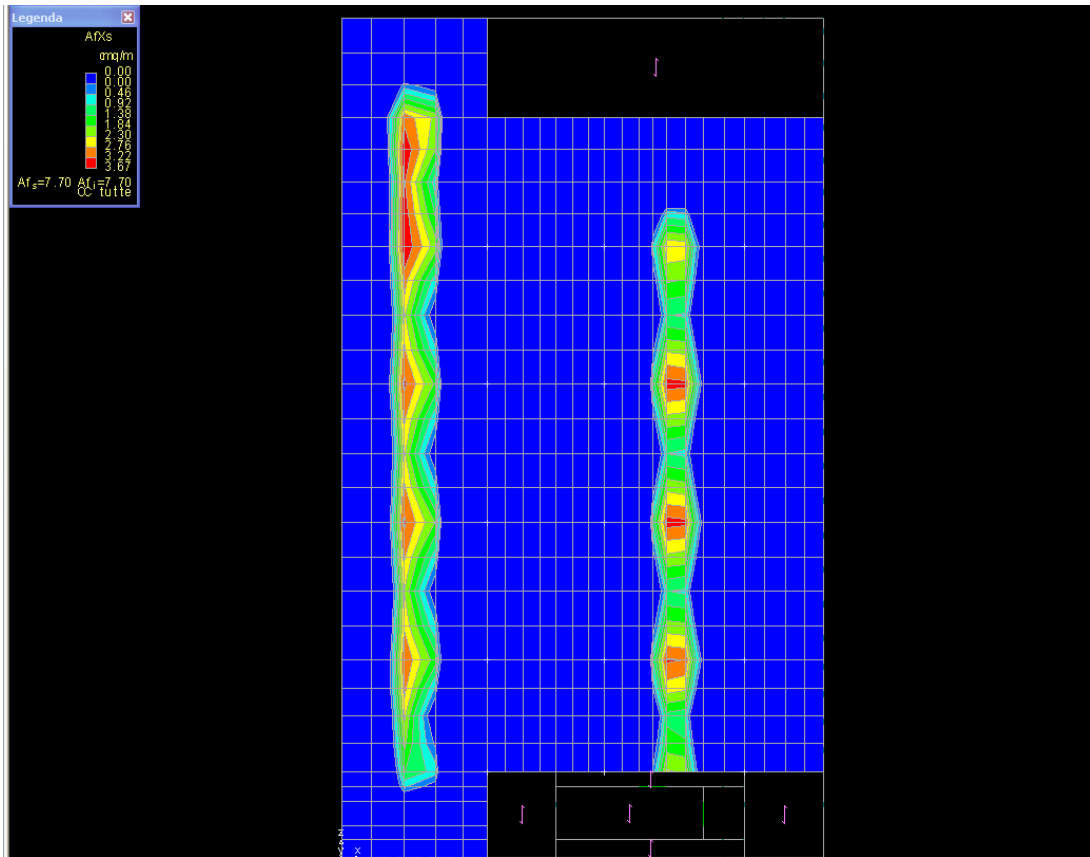 Legenda
AfXs
cmq/m
0.00
0.00
0.46
0.92
1.38
1.84
2.30
2.76
3.22
3.67
Afs=7.70 Afi=7.70
CC tutte
Z
Y X